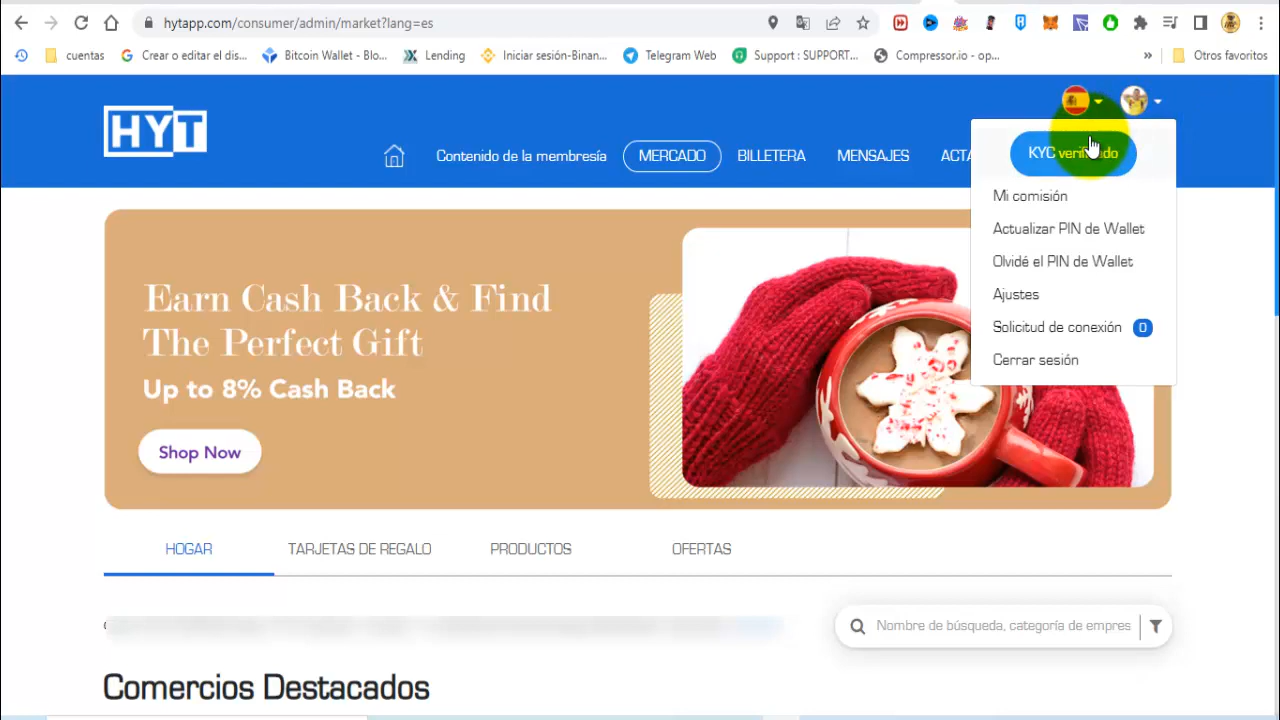 hytapp.com/consumer/admin/market?lang=es
cuentas
Crear o editar el dis...
Bitcoin Wallet - Blo...
Lending
Iniciar sesión-Binan...
Telegram Web
Support : SUPPORT...
Compressor.io - op...
»
Otros favoritos
HYT
Contenido de la membresía
MERCADO
BILLETERA
MENSAJES
ACTA
KYC verificado
Mi comisión
Actualizar PIN de Wallet
Olvidé el PIN de Wallet
Ajustes
Solicitud de conexión 0
Cerrar sesión
Earn Cash Back & Find
The Perfect Gift
Up to 8% Cash Back
Shop Now
HOGAR
TARJETAS DE REGALO
PRODUCTOS
OFERTAS
Nombre de búsqueda, categoría de empres
Comercios Destacados